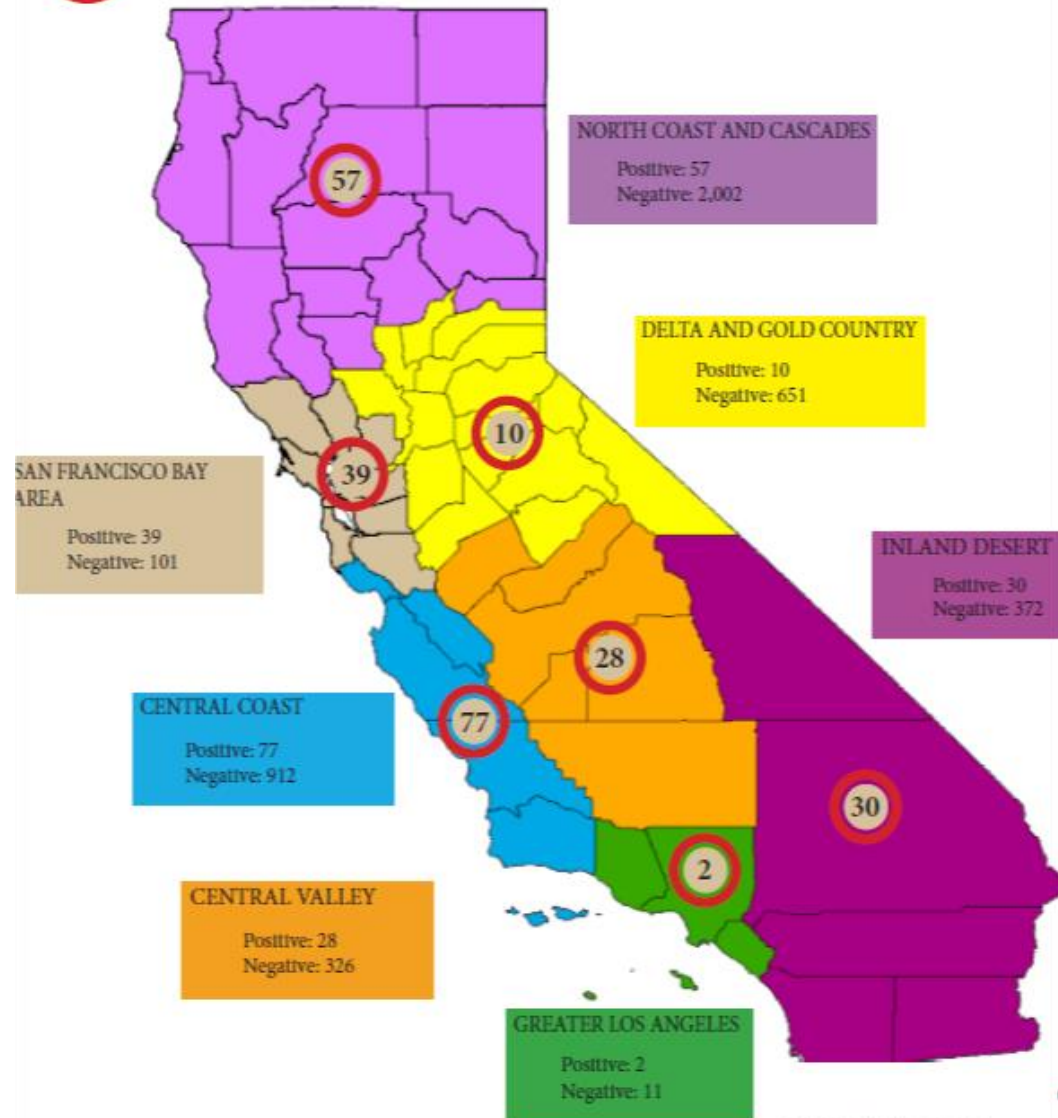 NORTH COAST AND CASCADES
Positive: 57
Negative: 2,002
57
DELTA AND GOLD COUNTRY
Positive: 10
Negative: 651
10
SAN FRANCISCO BAY
AREA
Positive: 39
Negative: 101
39
INLAND DESERT
Positive: 30
Negative: 372
28
CENTRAL COAST
Positive: 77
Negative: 912
77
30
2
CENTRAL VALLEY
Positive: 28
Negative: 326
GREATER LOS ANGELES
Positive: 2
Negative: 11